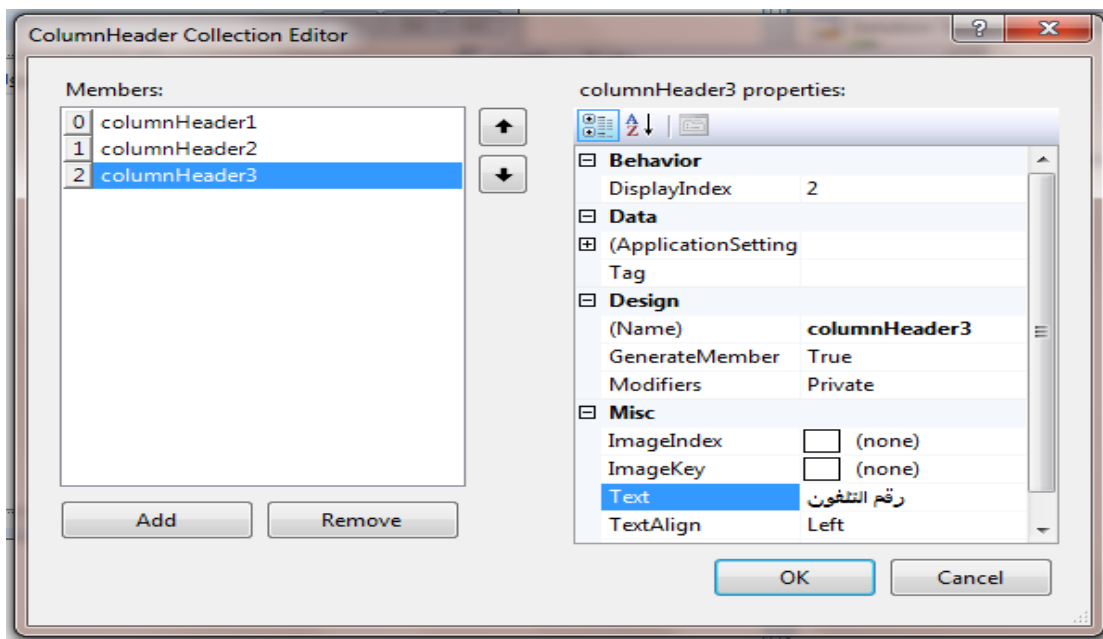 ColumnHeader Collection Editor
Members:
0 columnHeader1
1 columnHeader2
2 columnHeader3
Add
Remove
columnHeader3 properties:
Behavior
DisplayIndex 2
Data
(ApplicationSetting
Tag
Design
(Name) columnHeader3
GenerateMember True
Modifiers Private
Misc
ImageIndex (none)
ImageKey (none)
Text رقم التلفون
TextAlign Left
OK
Cancel